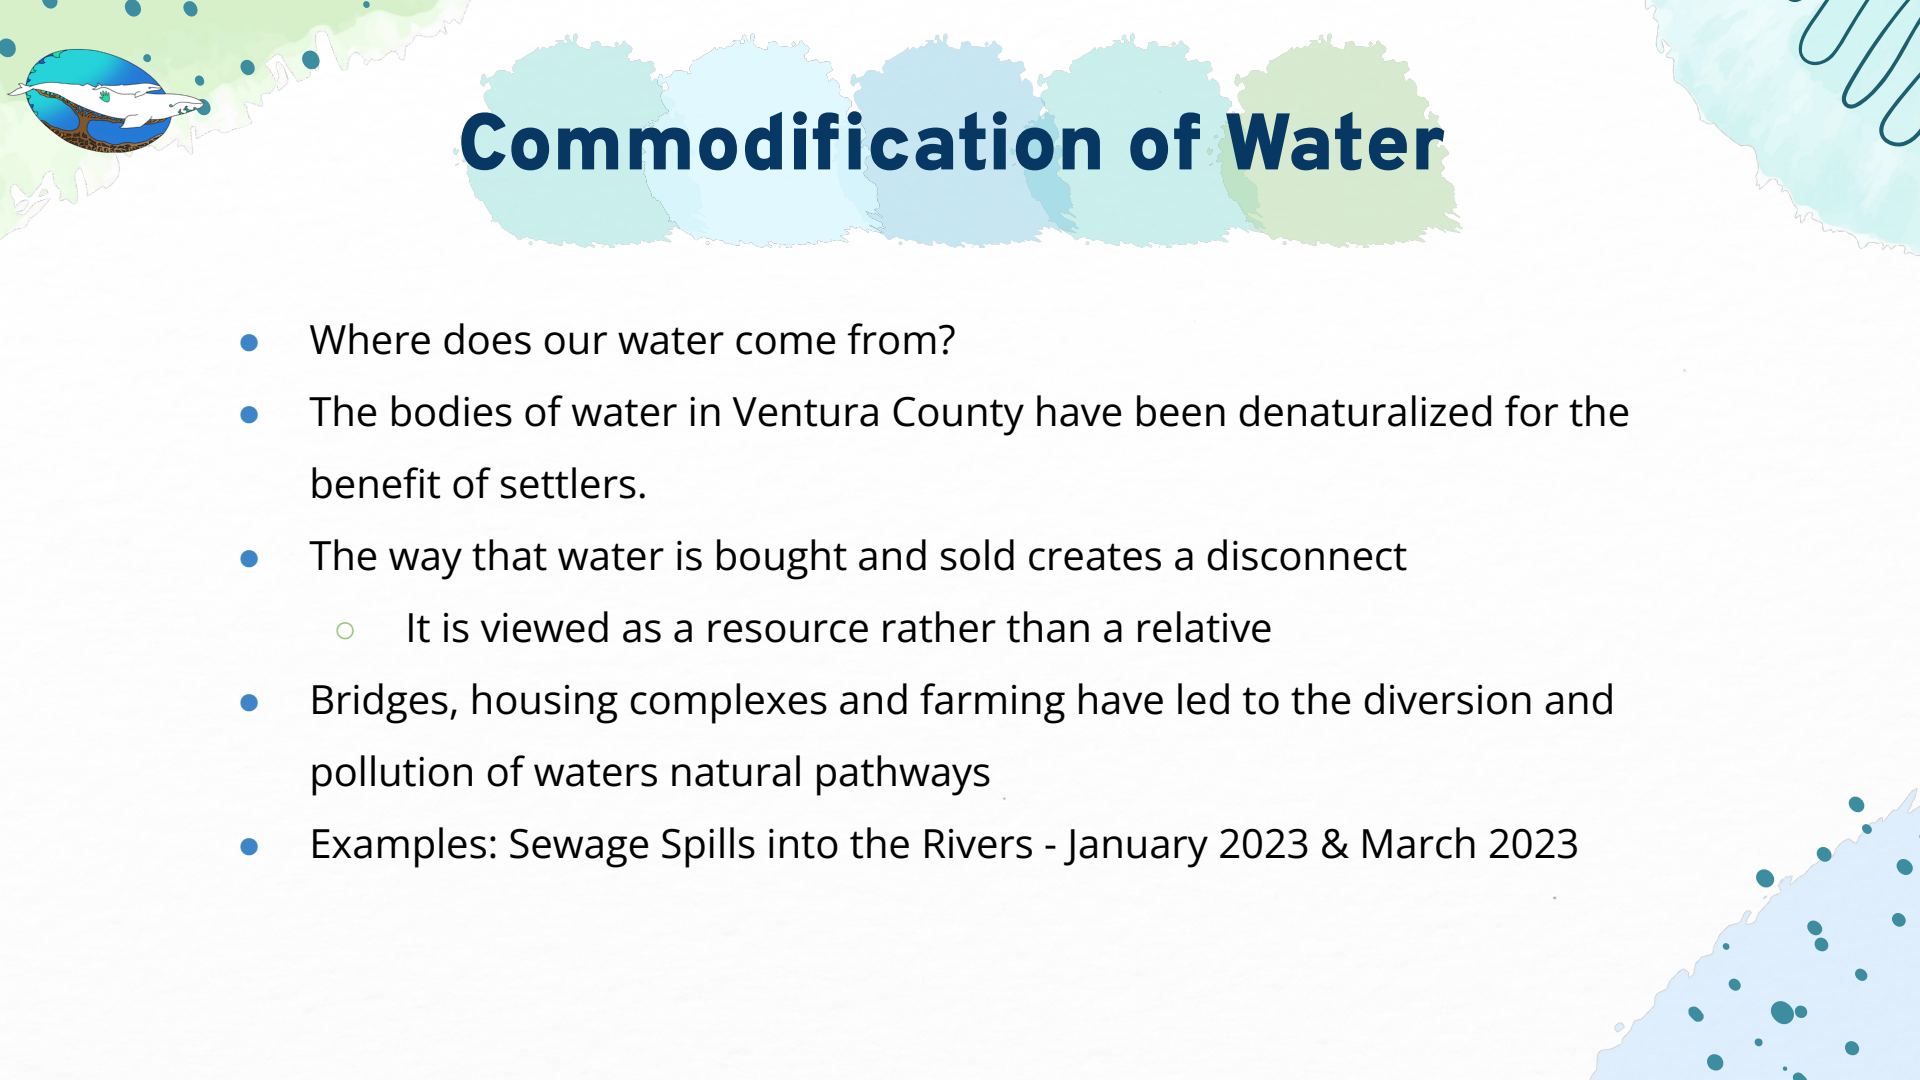 Commodification of Water
● Where does our water come from?
● The bodies of water in Ventura County have been denaturalized for the
benefit of settlers.
● The way that water is bought and sold creates a disconnect
○ It is viewed as a resource rather than a relative
● Bridges, housing complexes and farming have led to the diversion and
pollution of waters natural pathways
● Examples: Sewage Spills into the Rivers - January 2023 & March 2023